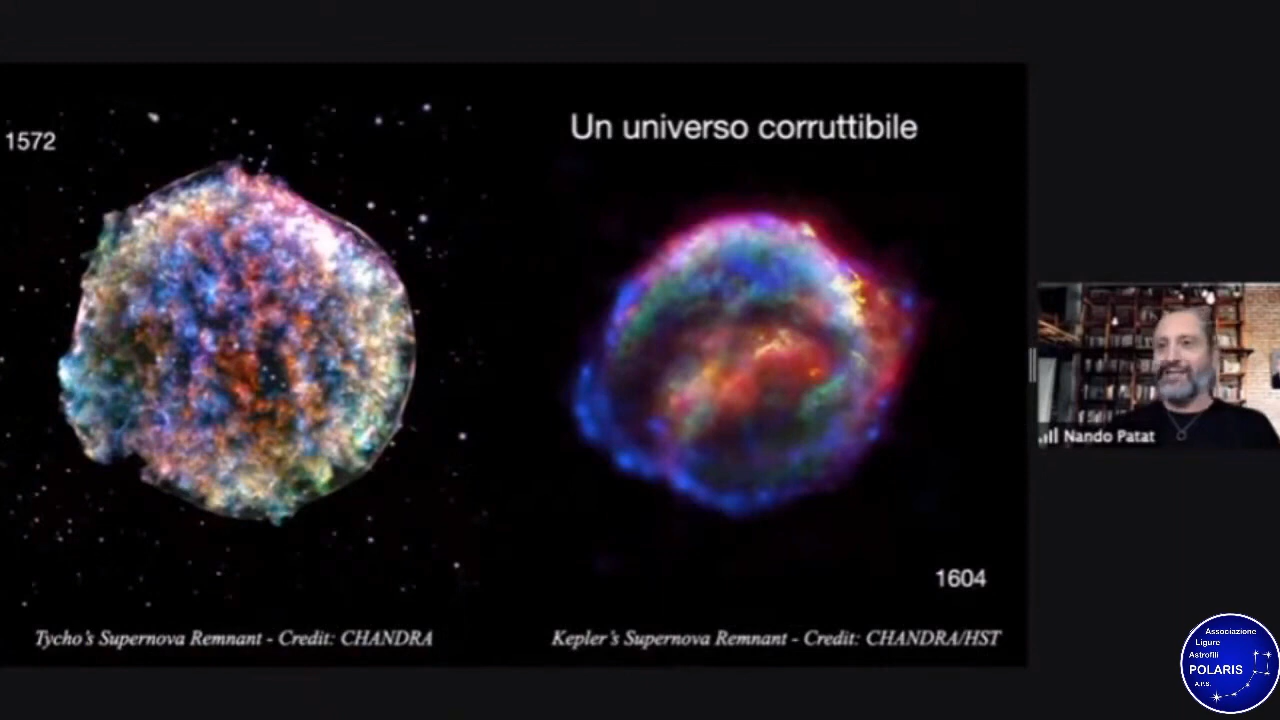 1572
Un universo corruttibile
1604
Tycho's Supernova Remnant - Credit: CHANDRA
Kepler's Supernova Remnant - Credit: CHANDRA/HST
Nando Patat
Associazione
Ligure
Astrofili
POLARIS
A.P.S.